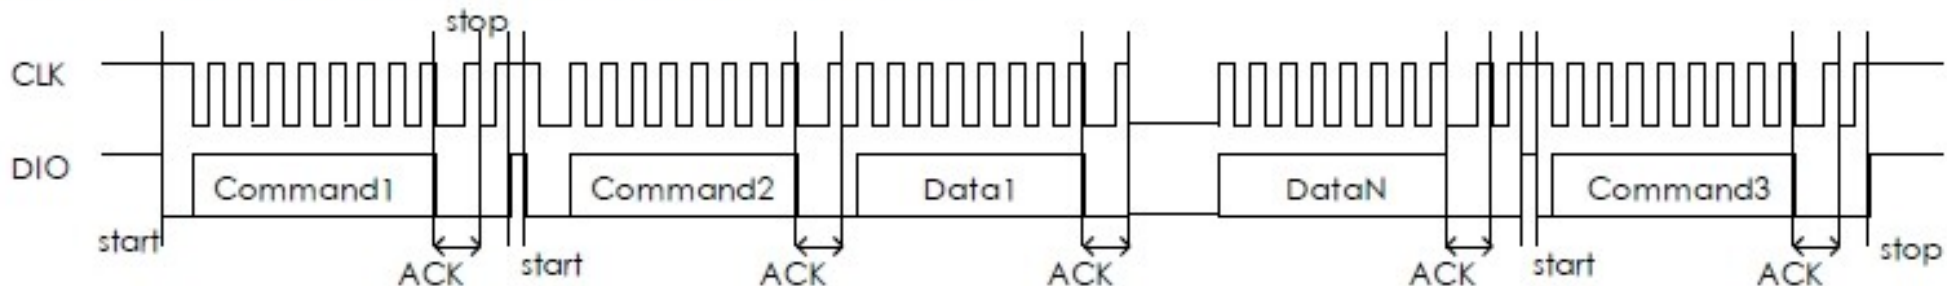 stop
CLK
DIO
Command1
Command2
Data1
DataN
Command3
start
ACK
start
ACK
ACK
ACK
start
ACK
stop